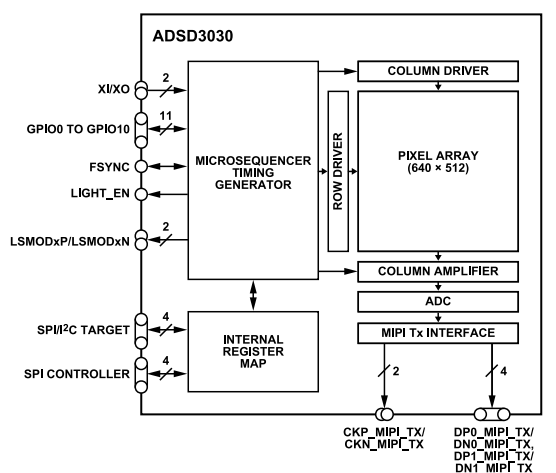 ADSD3030
XI/XO
2
GPIO0 TO GPIO10
11
FSYNC
LIGHT_EN
LSMODxP/LSMODxN
2
SPI/I²C TARGET
4
SPI CONTROLLER
4
MICROSEQUENCER
TIMING
GENERATOR
INTERNAL
REGISTER
MAP
ROW DRIVER
COLUMN DRIVER
PIXEL ARRAY
(640 × 512)
COLUMN AMPLIFIER
ADC
MIPI Tx INTERFACE
2
4
CKP_MIPI_TX/
CKN_MIPI_TX
DP0_MIPI_TX/
DN0_MIPI_TX,
DP1_MIPI_TX/
DN1_MIPI_TX